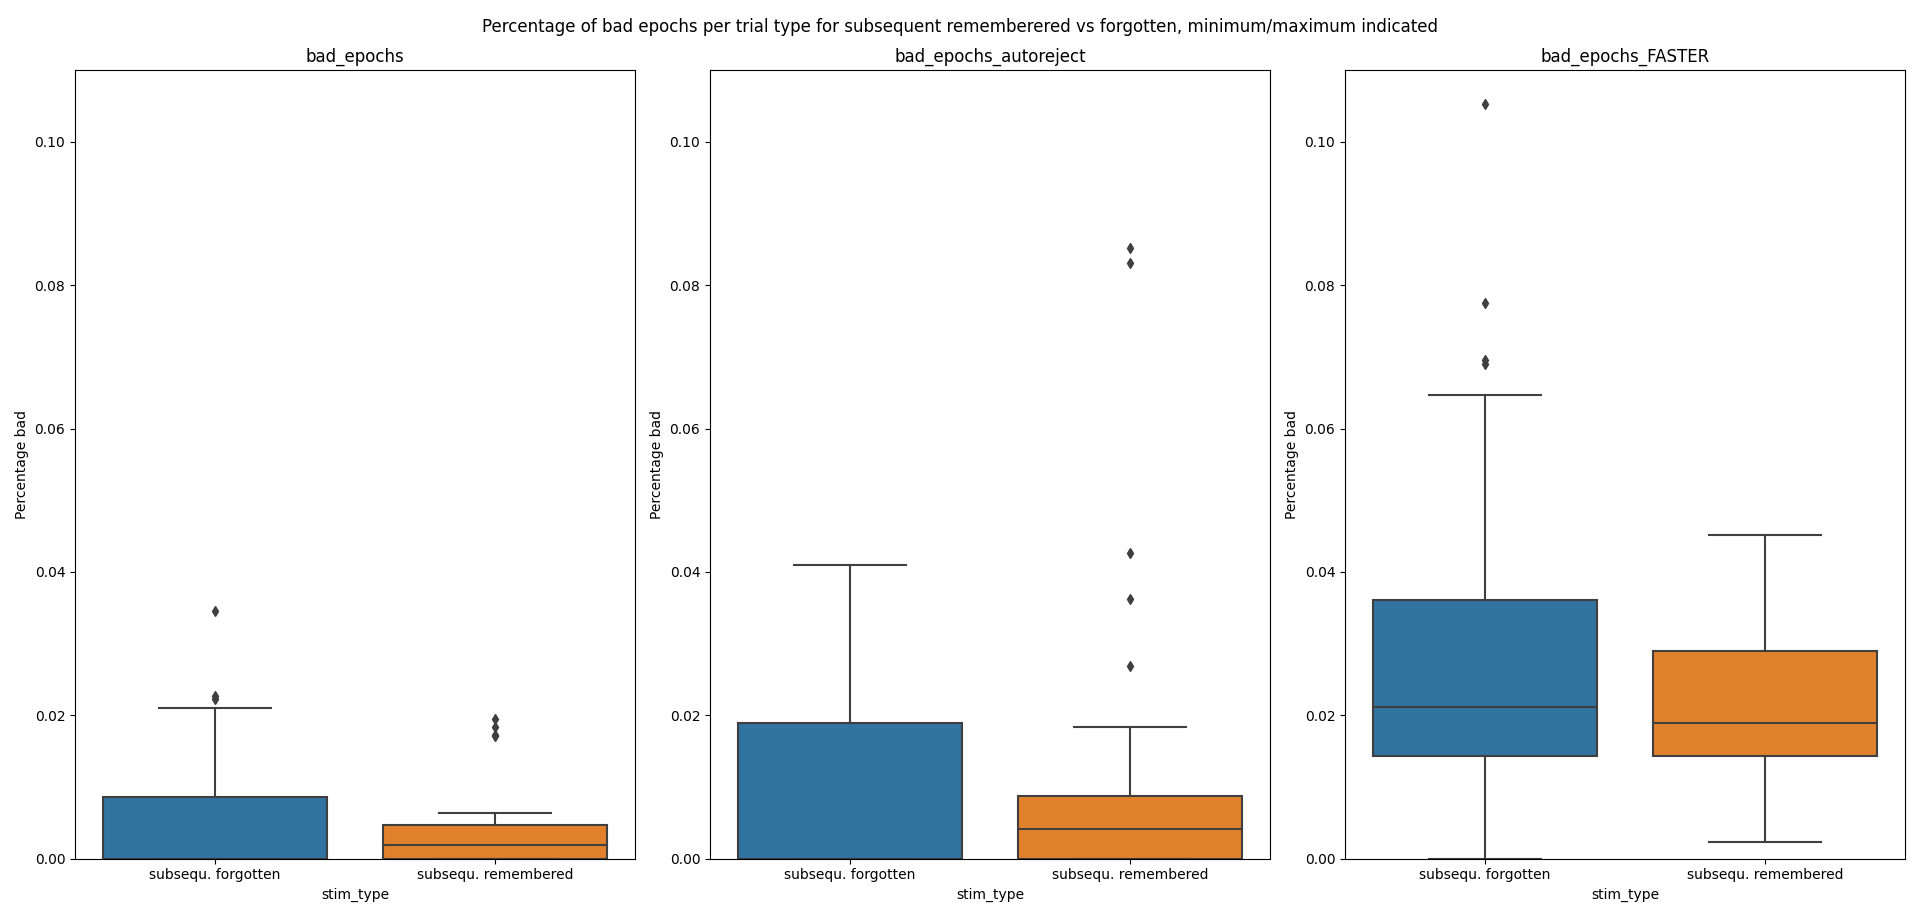 Percentage of bad epochs per trial type for subsequent rememberered vs forgotten, minimum/maximum indicated
bad_epochs
0.10
0.08
0.06
0.04
0.02
0.00
Percentage bad
subsequ. forgotten
subsequ. remembered
stim_type
bad_epochs_autoreject
0.10
0.08
0.06
0.04
0.02
0.00
Percentage bad
subsequ. forgotten
subsequ. remembered
stim_type
bad_epochs_FASTER
0.10
0.08
0.06
0.04
0.02
0.00
Percentage bad
subsequ. forgotten
subsequ. remembered
stim_type